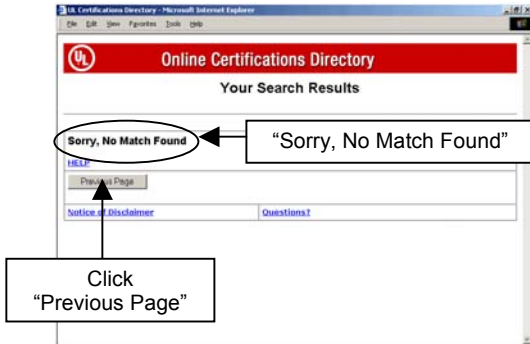 UL Certifications Directory - Microsoft Internet Explorer
File Edit View Favorites Tools Help
UL
Online Certifications Directory
Your Search Results
Sorry, No Match Found
“Sorry, No Match Found”
HELP
Previous Page
Notice of Disclaimer Questions?
Click
“Previous Page”